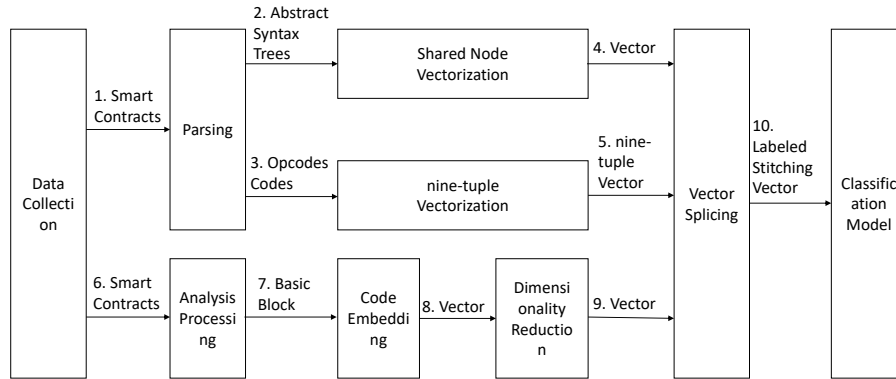 Data
Collecti
on
1. Smart
Contracts
Parsing
2. Abstract
Syntax
Trees
Shared Node
Vectorization
4. Vector
3. Opcodes
Codes
nine-tuple
Vectorization
5. nine-
tuple
Vector
6. Smart
Contracts
Analysis
Processi
ng
7. Basic
Block
Code
Embeddi
ng
8. Vector
Dimensi
onality
Reductio
n
9. Vector
Vector
Splicing
10.
Labeled
Stitching
Vector
Classific
ation
Model